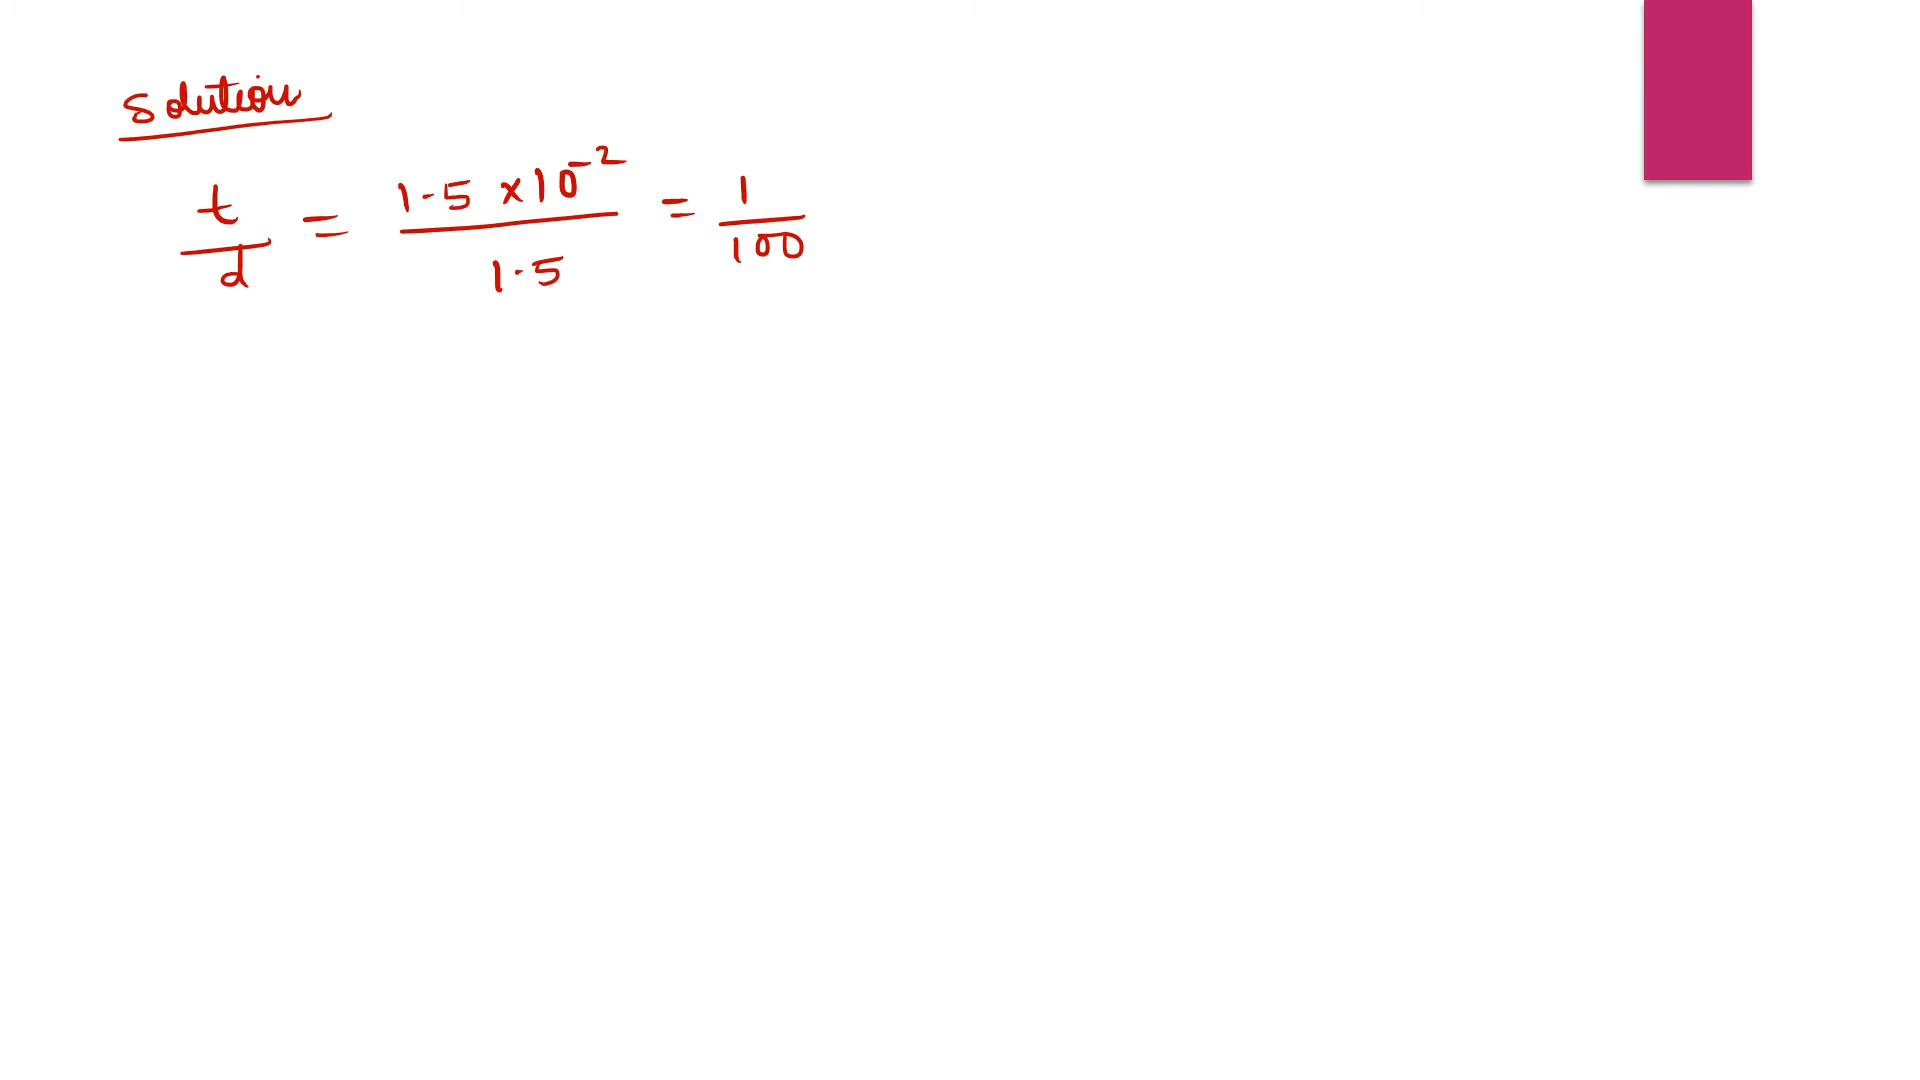 Solution
t/d = 1.5 × 10⁻² / 1.5 = 1/100